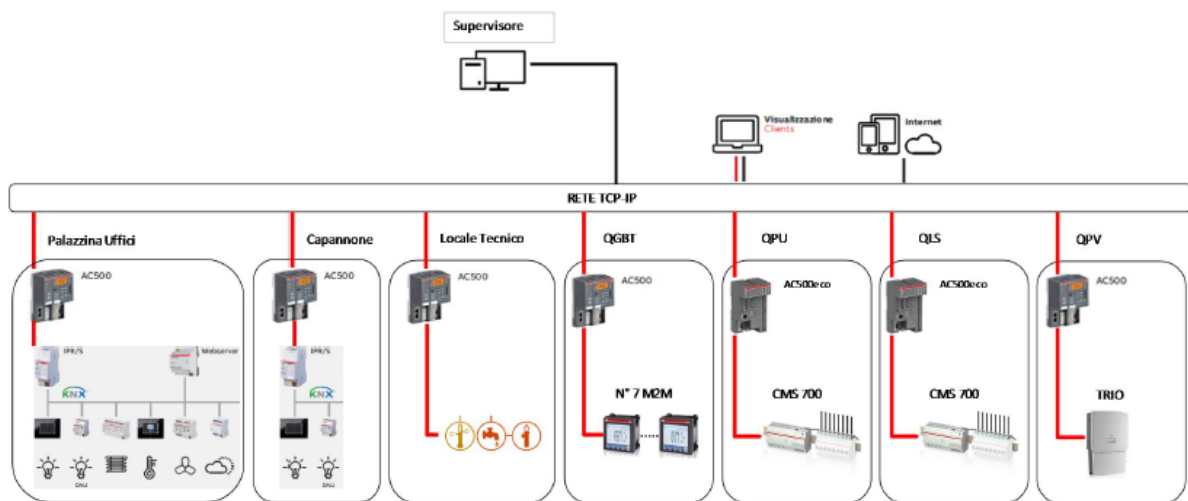 Supervisore
Visualizzazione
Clients
Internet
RETE TCP-IP
Palazzina Uffici
Capannone
Locale Tecnico
QGBT
QPU
QLS
QPV
AC500
AC500
AC500
AC500
AC500eco
AC500eco
AC500
IPR/S
Webserver
IPR/S
KNX
KNX
N° 7 M2M
CMS 700
CMS 700
TRIO
DALI
DALI